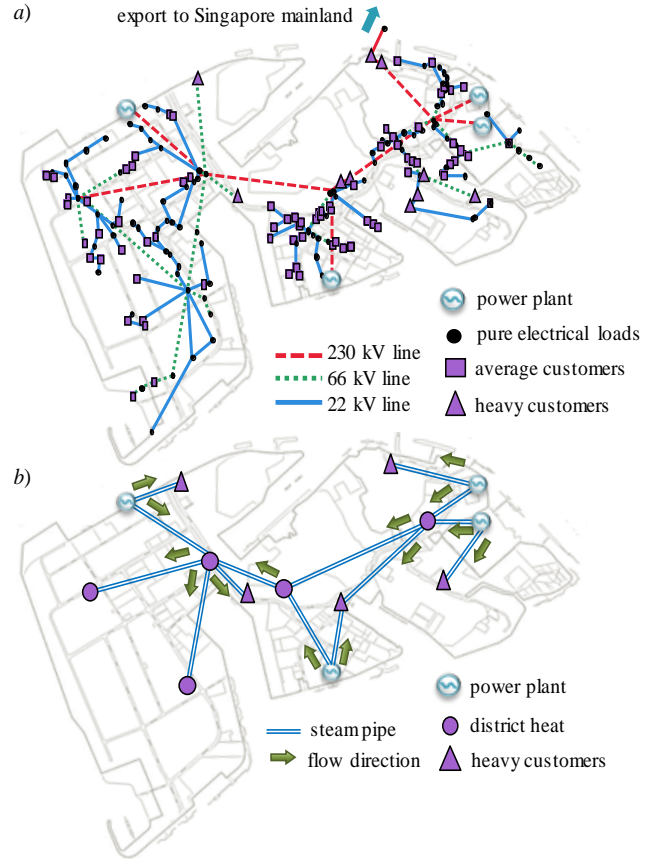 export to Singapore mainland
a)
power plant
pure electrical loads
230 kV line
average customers
66 kV line
22 kV line
heavy customers
b)
power plant
steam pipe
district heat
flow direction
heavy customers